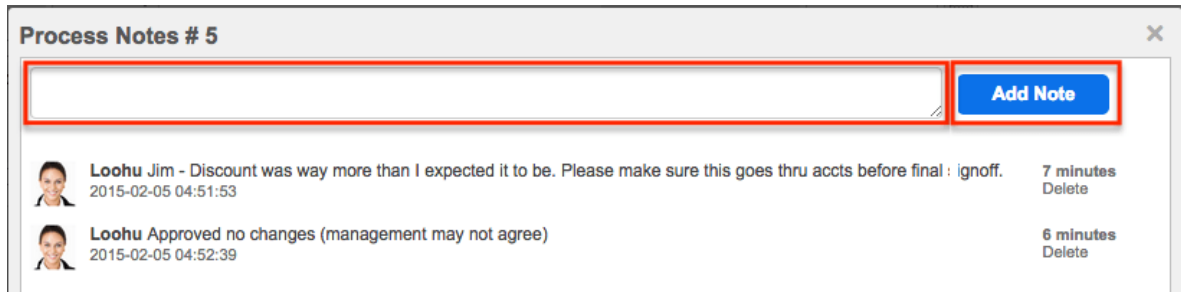 Process Notes # 5
×
Add Note
Loohu Jim - Discount was way more than I expected it to be. Please make sure this goes thru accts before final signoff.
7 minutes
2015-02-05 04:51:53
Delete
Loohu Approved no changes (management may not agree)
6 minutes
2015-02-05 04:52:39
Delete